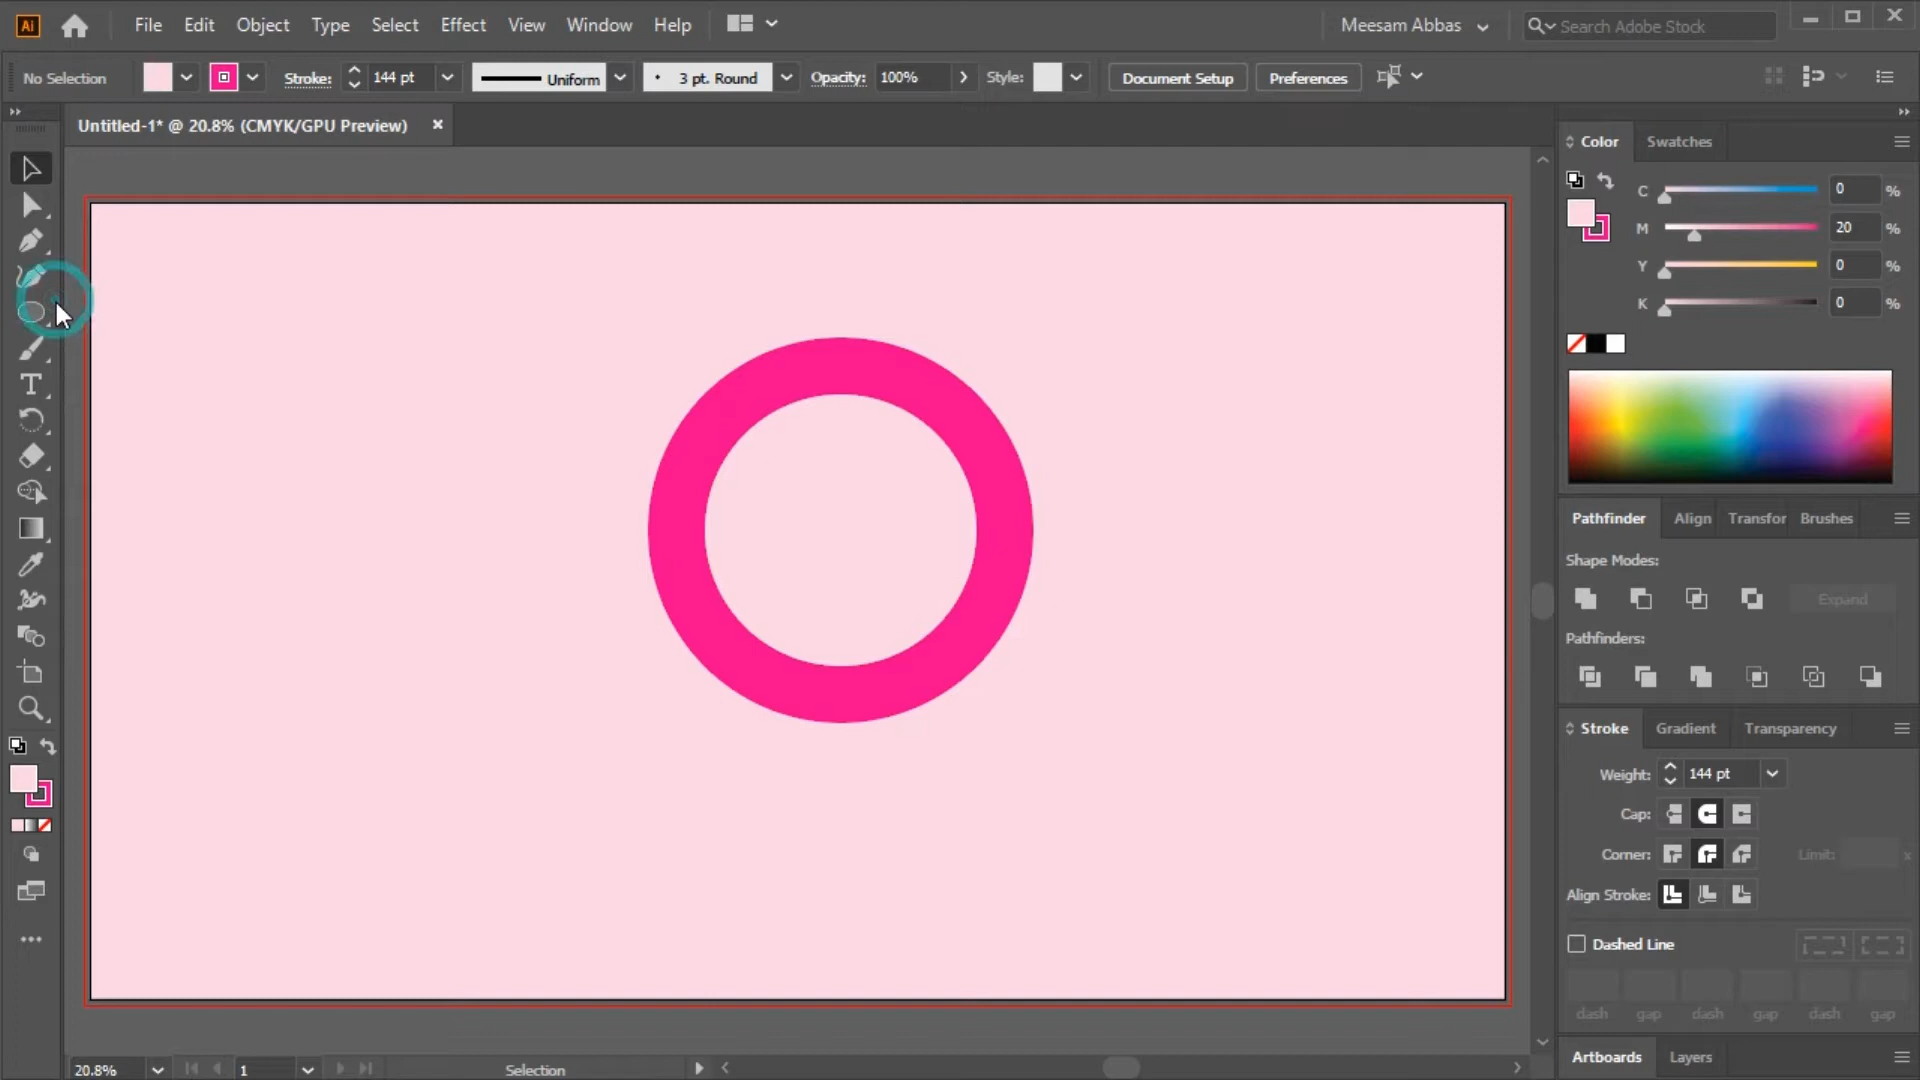 Ai File Edit Object Type Select Effect View Window Help Meesam Abbas Search Adobe Stock
No Selection Stroke: 144 pt Uniform 3 pt. Round Opacity: 100% Style: Document Setup Preferences
Untitled-1* @ 20.8% (CMYK/GPU Preview) ×
Color Swatches
C 0 %
M 20 %
Y 0 %
K 0 %
T
Pathfinder Align Transfor Brushes
Shape Modes:
Expand
Pathfinders:
Stroke Gradient Transparency
Weight: 144 pt
Cap:
Corner: Limit: x
Align Stroke:
Dashed Line
dash gap dash gap dash gap
Artboards Layers
20.8% 1 Selection